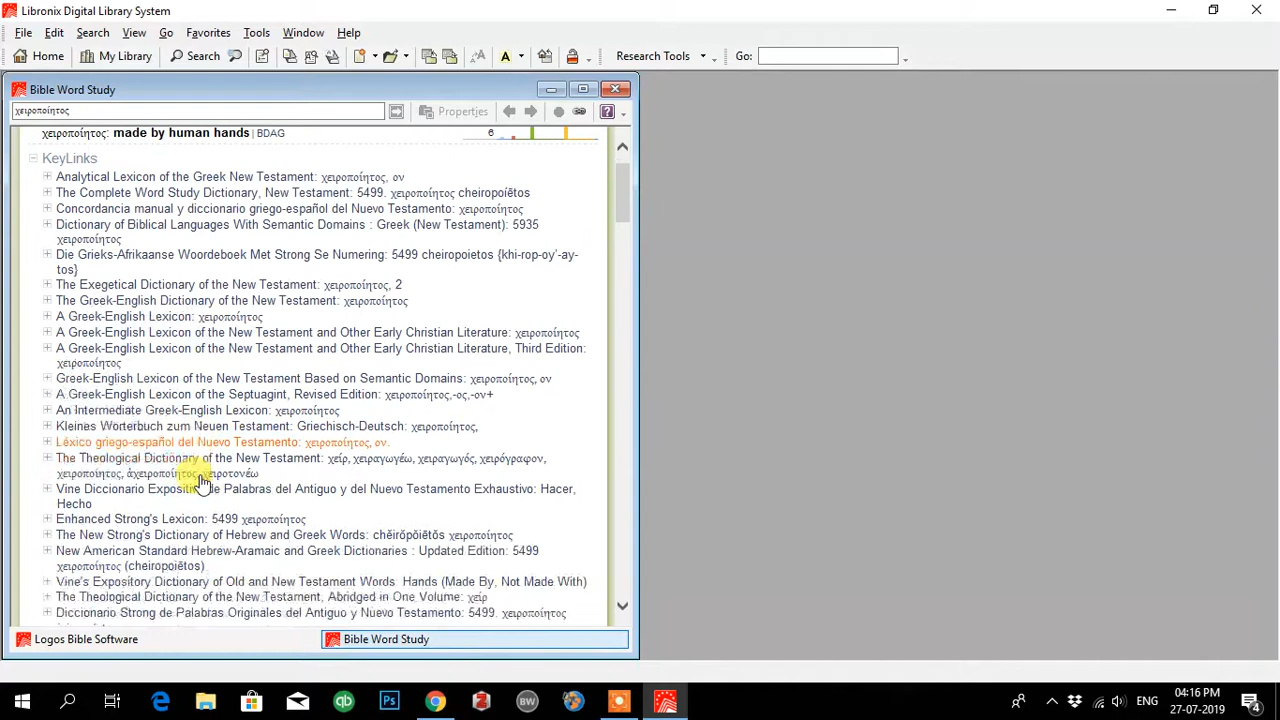 Libronix Digital Library System
File Edit Search View Go Favorites Tools Window Help
Home My Library Search A Research Tools Go:
Bible Word Study
χειροποίητος Properties
χειροποίητος: made by human hands | BDAG 6
KeyLinks
Analytical Lexicon of the Greek New Testament: χειροποίητος, ον
The Complete Word Study Dictionary, New Testament: 5499. χειροποίητος cheiropoíētos
Concordancia manual y diccionario griego-español del Nuevo Testamento: χειροποίητος
Dictionary of Biblical Languages With Semantic Domains : Greek (New Testament): 5935
χειροποίητος
Die Grieks-Afrikaanse Woordeboek Met Strong Se Numering: 5499 cheiropoietos {khi-rop-oy'-ay-
tos}
The Exegetical Dictionary of the New Testament: χειροποίητος, 2
The Greek-English Dictionary of the New Testament: χειροποίητος
A Greek-English Lexicon: χειροποίητος
A Greek-English Lexicon of the New Testament and Other Early Christian Literature: χειροποίητος
A Greek-English Lexicon of the New Testament and Other Early Christian Literature, Third Edition:
χειροποίητος
Greek-English Lexicon of the New Testament Based on Semantic Domains: χειροποίητος, ον
A Greek-English Lexicon of the Septuagint, Revised Edition: χειροποίητος,-ος,-ον+
An Intermediate Greek-English Lexicon: χειροποίητος
Kleines Worterbuch zum Neuen Testament: Griechisch-Deutsch: χειροποίητος,
Léxico griego-español del Nuevo Testamento: χειροποίητος, ον.
The Theological Dictionary of the New Testament: χείρ, χειραγωγέω, χειραγωγός, χειρόγραφον,
χειροποίητος, ἀχειροποίητος, χειροτονέω
Vine Diccionario Expositivo de Palabras del Antiguo y del Nuevo Testamento Exhaustivo: Hacer,
Hecho
Enhanced Strong's Lexicon: 5499 χειροποίητος
The New Strong's Dictionary of Hebrew and Greek Words: chĕirŏpŏiētŏs χειροποίητος
New American Standard Hebrew-Aramaic and Greek Dictionaries : Updated Edition: 5499
χειροποίητος (cheiropoiētos)
Vine's Expository Dictionary of Old and New Testament Words Hands (Made By, Not Made With)
The Theological Dictionary of the New Testament, Abridged in One Volume: χείρ
Diccionario Strong de Palabras Originales del Antiguo y Nuevo Testamento: 5499. χειροποίητος
Logos Bible Software Bible Word Study
qb Ps BW ENG 04:16 PM
27-07-2019 4